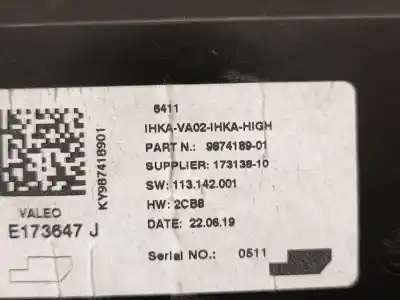 6411
IHKA-VA02-IHKA-HIGH
PART N.: 9874189-01
SUPPLIER: 173138-10
SW: 113.142.001
HW: 2CB8
DATE: 22.06.19
Serial NO.: 0511
KY987418901
VALEO
E173647 J